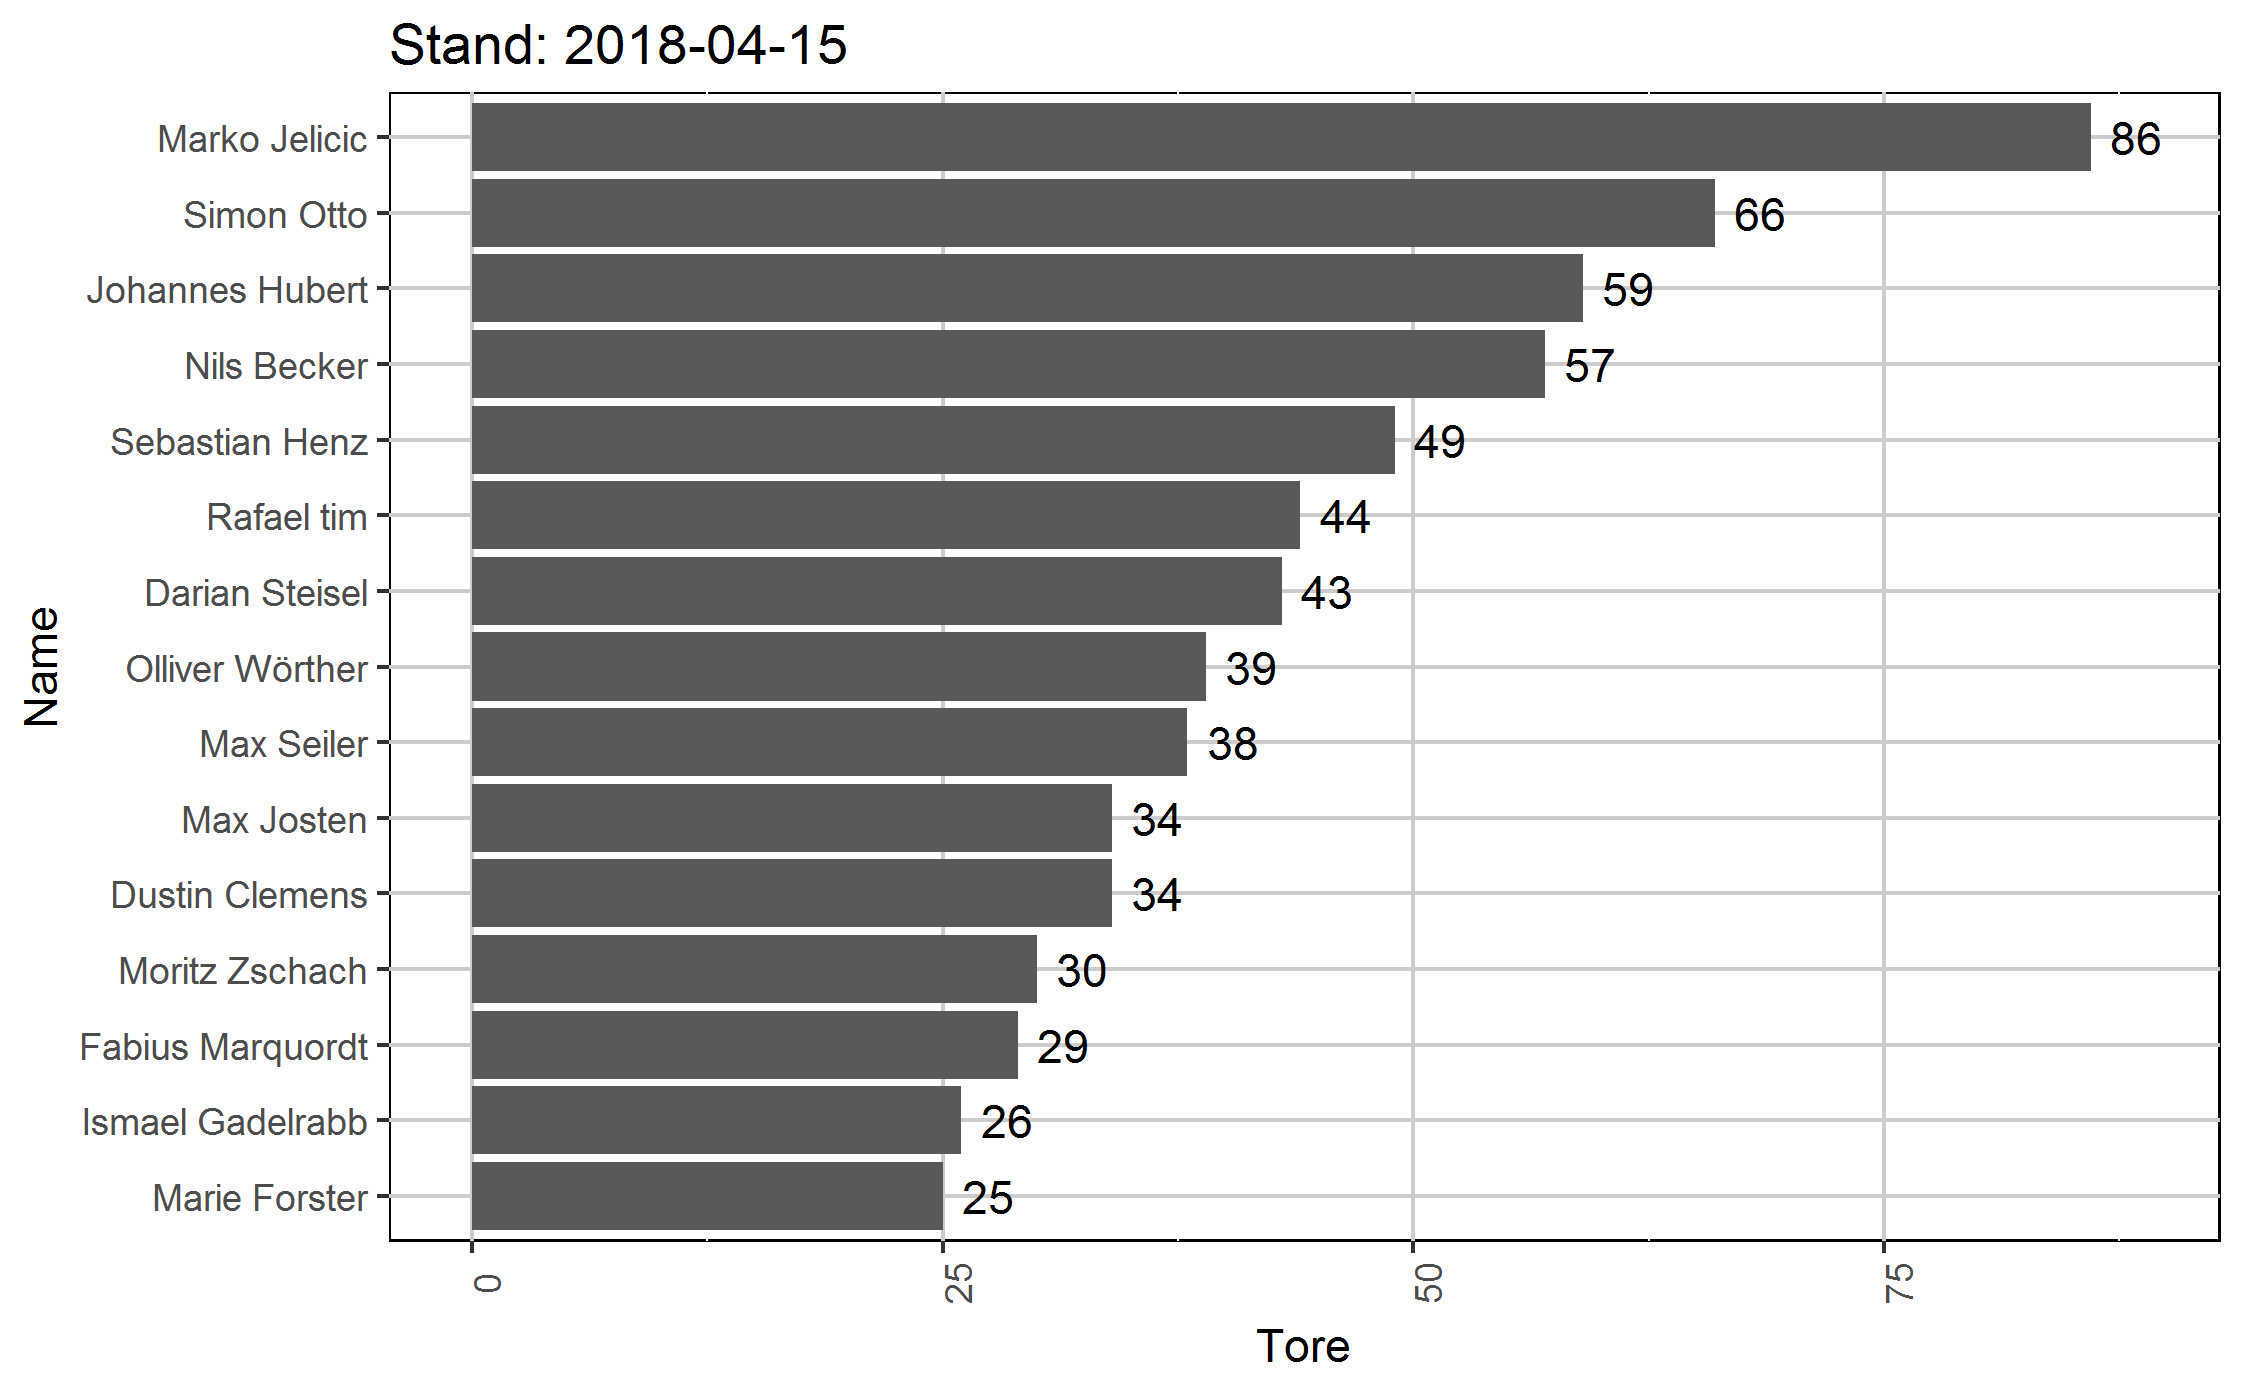 Stand: 2018-04-15
Marko Jelicic 86
Simon Otto 66
Johannes Hubert 59
Nils Becker 57
Sebastian Henz 49
Rafael tim 44
Darian Steisel 43
Olliver Wörther 39
Max Seiler 38
Max Josten 34
Dustin Clemens 34
Moritz Zschach 30
Fabius Marquordt 29
Ismael Gadelrabb 26
Marie Forster 25
Name
0 25 50 75
Tore